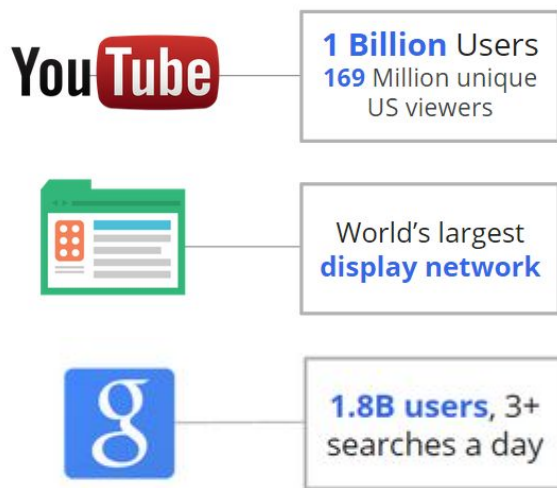 YouTube
1 Billion Users
169 Million unique
US viewers
World's largest
display network
g
1.8B users, 3+
searches a day